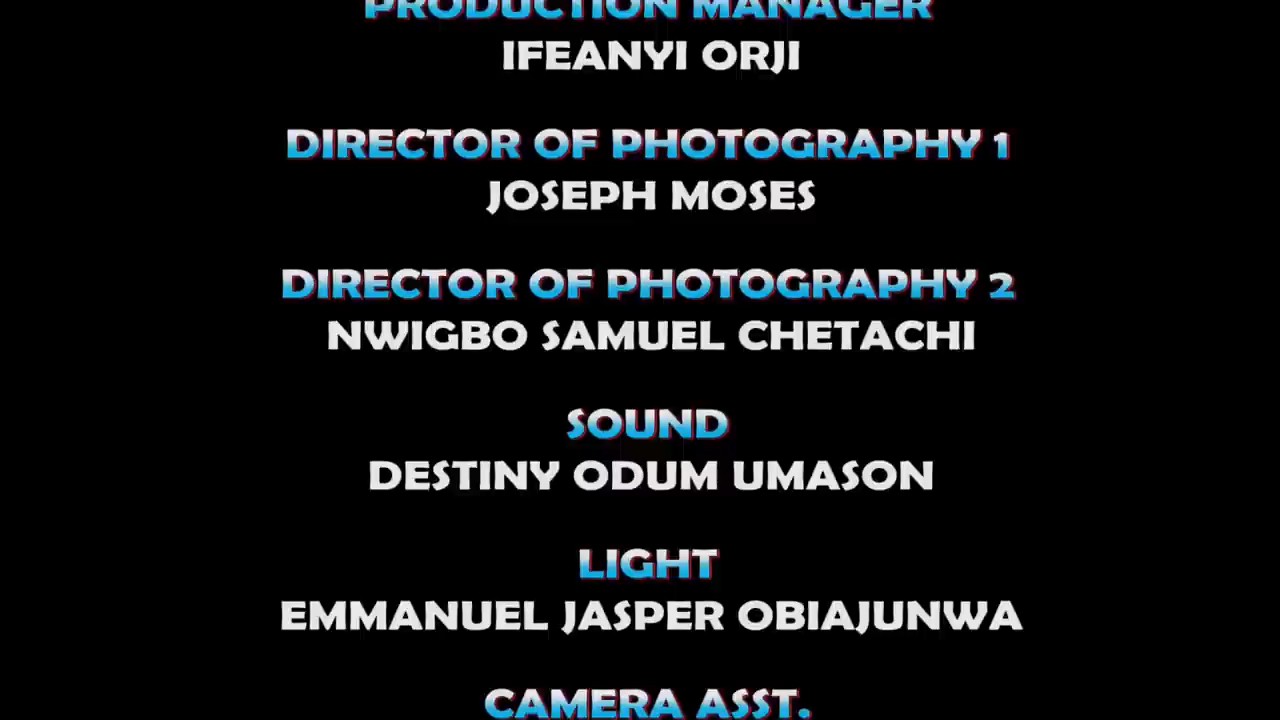 PRODUCTION MANAGER
IFEANYI ORJI
DIRECTOR OF PHOTOGRAPHY 1
JOSEPH MOSES
DIRECTOR OF PHOTOGRAPHY 2
NWIGBO SAMUEL CHETACHI
SOUND
DESTINY ODUM UMASON
LIGHT
EMMANUEL JASPER OBIAJUNWA
CAMERA ASST.